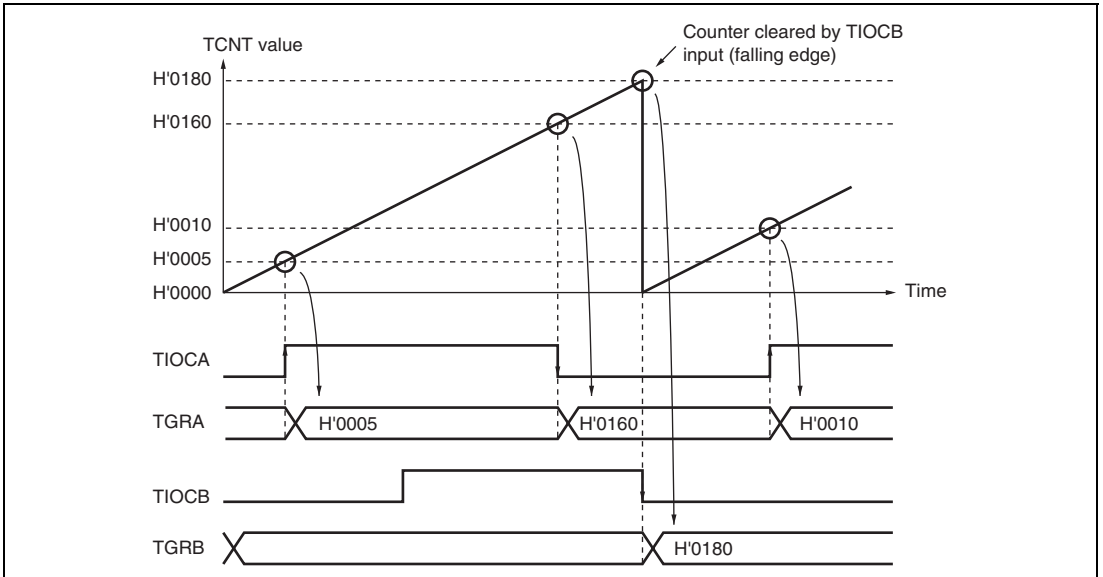 Counter cleared by TIOCB
input (falling edge)
TCNT value
H'0180
H'0160
H'0010
H'0005
H'0000
Time
TIOCA
TGRA
H'0005
H'0160
H'0010
TIOCB
TGRB
H'0180